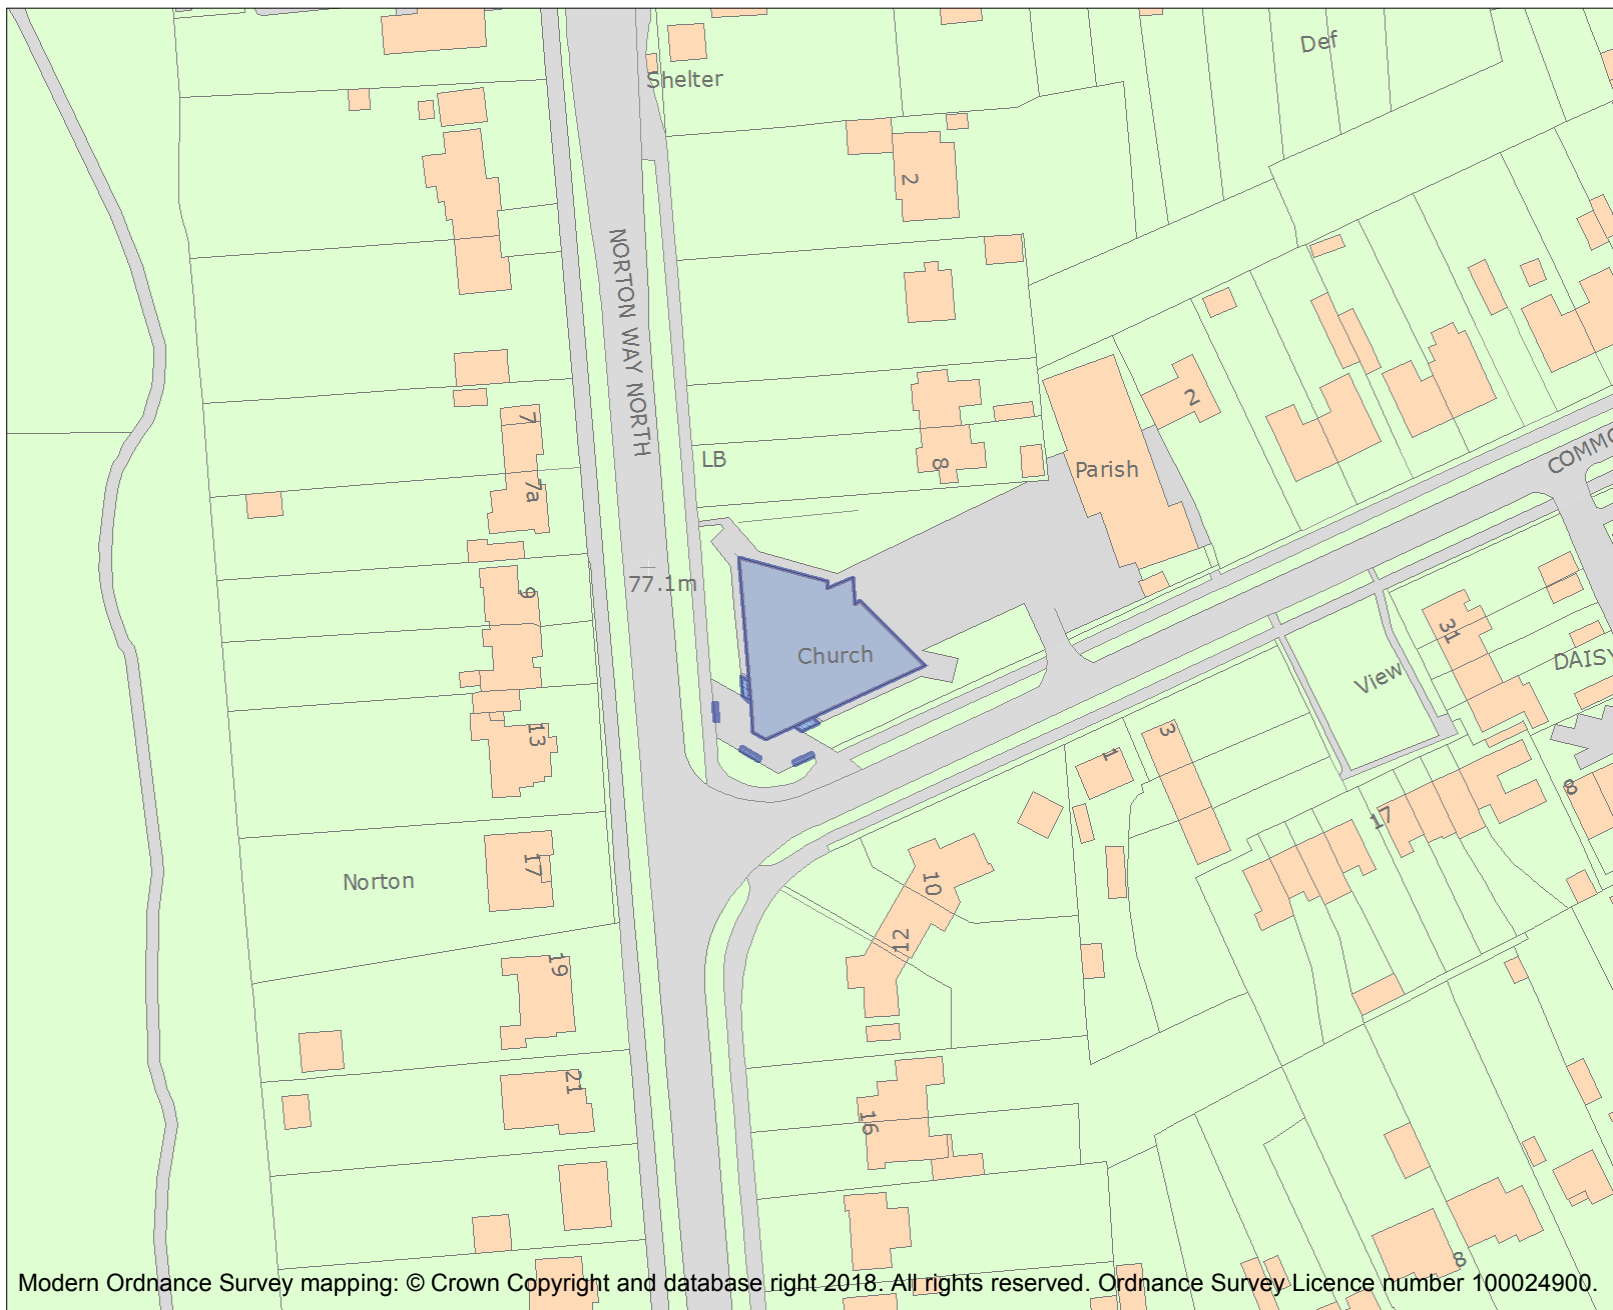 Def
Shelter
2
NORTON WAY NORTH
2
7
LB
8
Parish
COMMO
7a
77.1m
9
31
Church
DAISY
View
13
3
1
8
17
17
Norton
10
12
19
21
16
8
Modern Ordnance Survey mapping: © Crown Copyright and database right 2018. All rights reserved. Ordnance Survey Licence number 100024900.